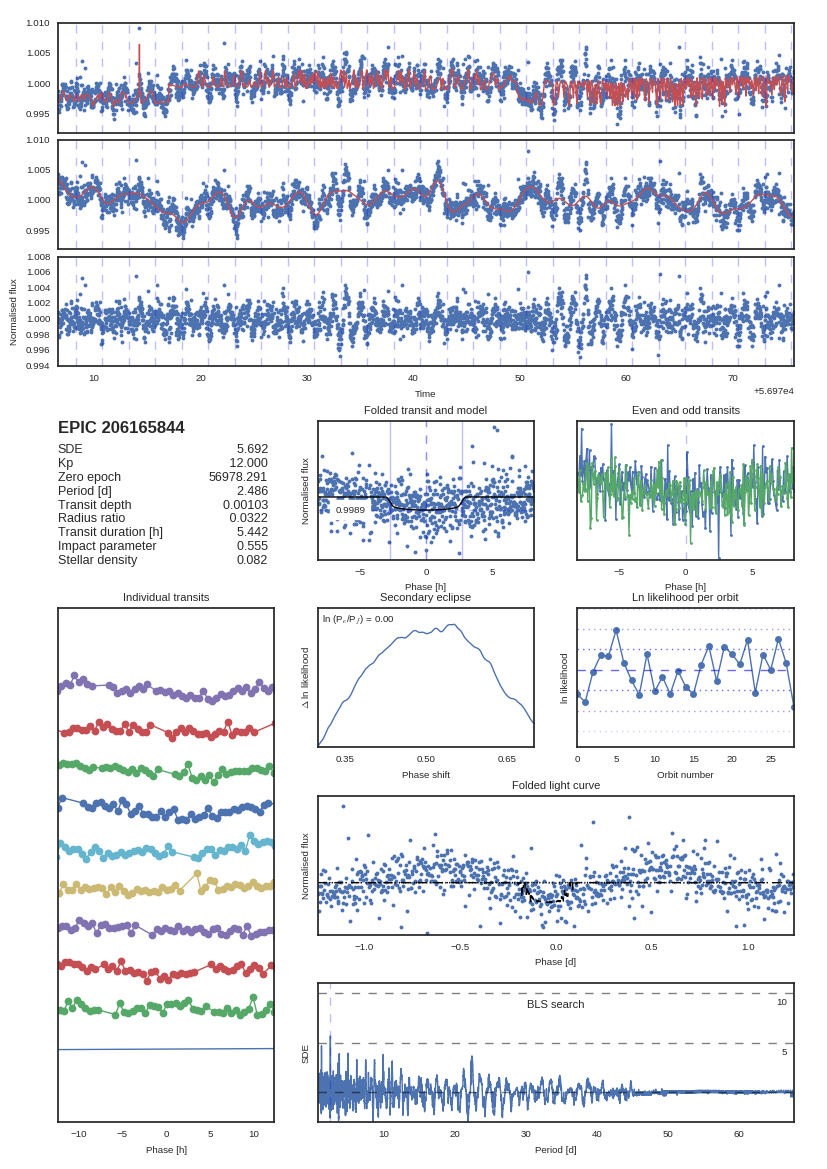 1.010
1.005
1.000
0.995
1.010
1.005
1.000
0.995
1.008
1.006
1.004
1.002
1.000
0.998
0.996
0.994
Normalised flux
10 20 30 40 50 60 70
Time
+5.697e4
EPIC 206165844
SDE 5.692
Kp 12.000
Zero epoch 56978.291
Period [d] 2.486
Transit depth 0.00103
Radius ratio 0.0322
Transit duration [h] 5.442
Impact parameter 0.555
Stellar density 0.082
Folded transit and model
Normalised flux
0.9989
−5 0 5
Phase [h]
Even and odd transits
−5 0 5
Phase [h]
Individual transits
−10 −5 0 5 10
Phase [h]
Secondary eclipse
ln (Pₑ/P𝑓) = 0.00
Δ ln likelihood
0.35 0.50 0.65
Phase shift
Ln likelihood per orbit
ln likelihood
0 5 10 15 20 25
Orbit number
Folded light curve
Normalised flux
−1.0 −0.5 0.0 0.5 1.0
Phase [d]
BLS search
10
5
SDE
10 20 30 40 50 60
Period [d]